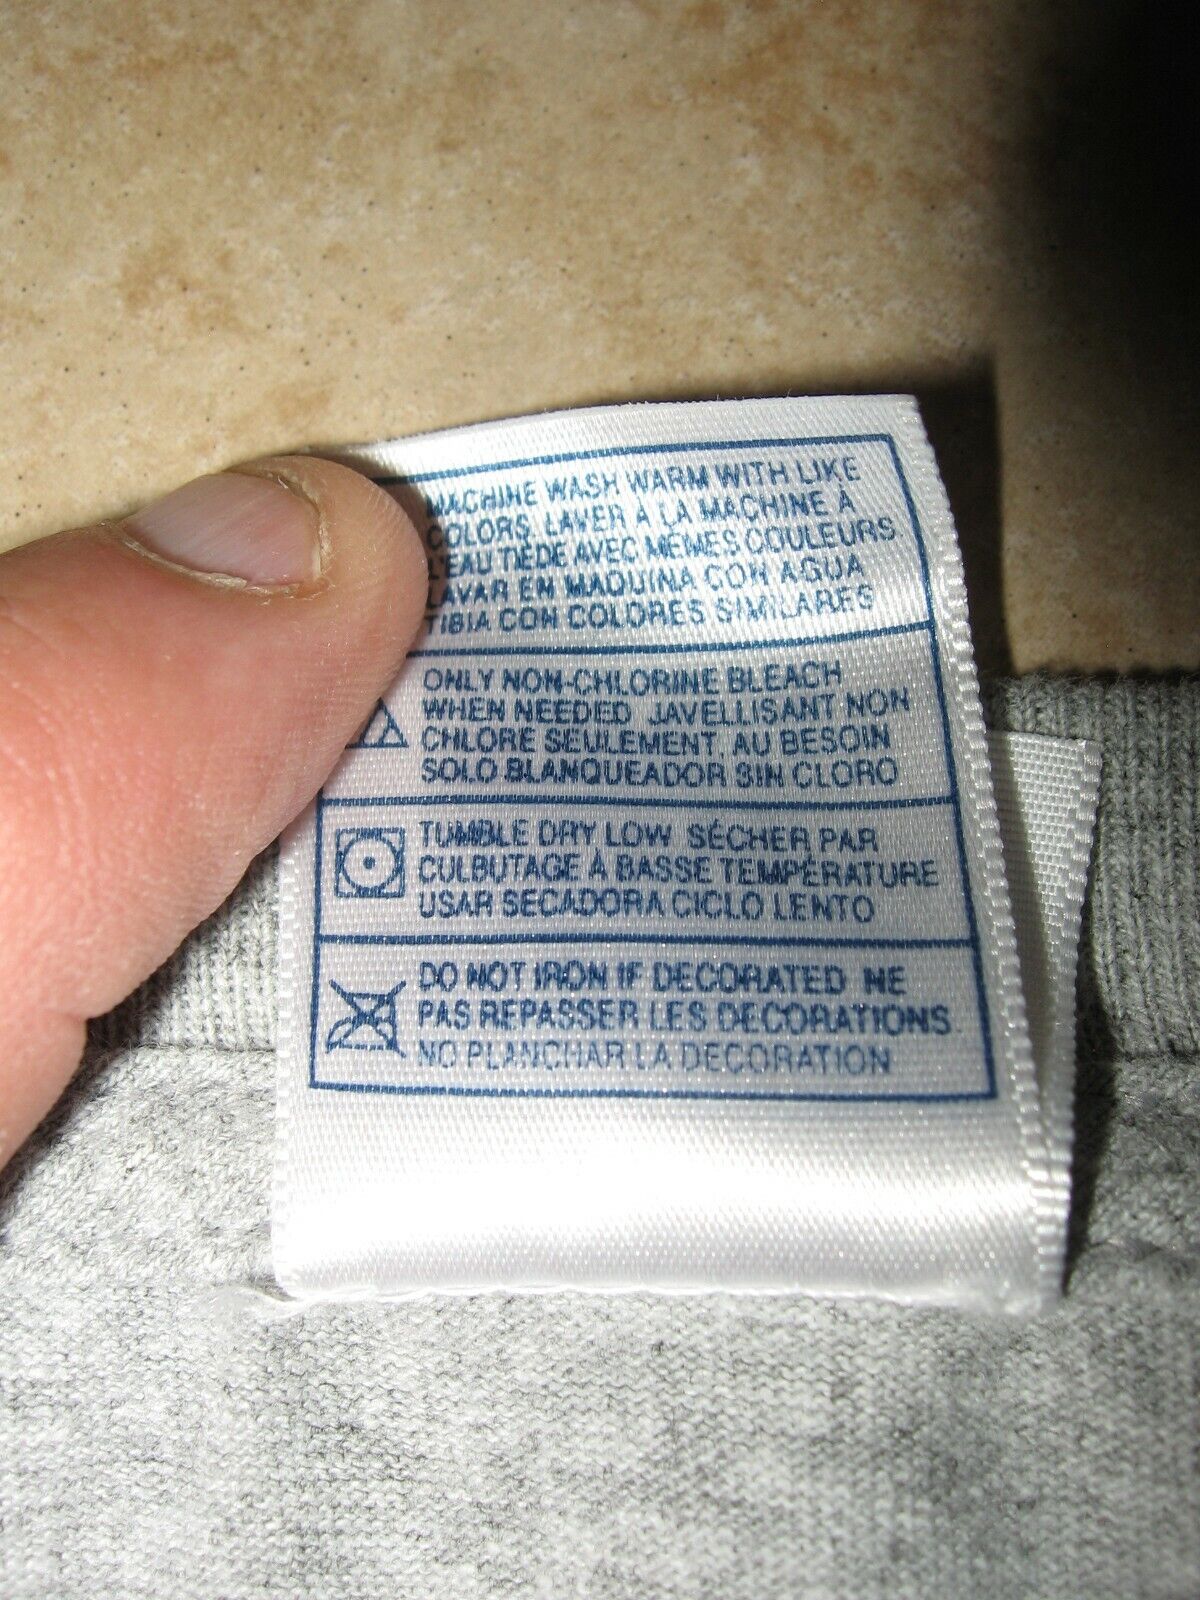 MACHINE WASH WARM WITH LIKE
COLORS. LAVER À LA MACHINE À
L'EAU TIÈDE AVEC MÊMES COULEURS.
LAVAR EN MAQUINA CON AGUA
TIBIA CON COLORES SIMILARES
ONLY NON-CHLORINE BLEACH
WHEN NEEDED JAVELLISANT NON
CHLORE SEULEMENT AU BESOIN
SOLO BLANQUEADOR SIN CLORO
TUMBLE DRY LOW SÉCHER PAR
CULBUTAGE À BASSE TEMPÉRATURE
USAR SECADORA CICLO LENTO
DO NOT IRON IF DECORATED NE
PAS REPASSER LES DECORATIONS
NO PLANCHAR LA DECORATION